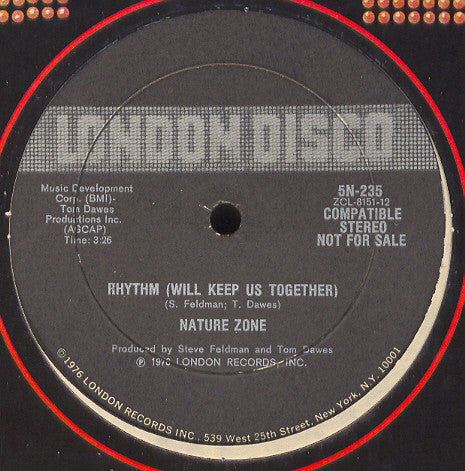 LONDON DISCO
Music Development
Corp. (BMI)-
Tom Dawes
Productions Inc.
(ASCAP)
Time: 3:26
5N-235
ZCL-8151-12
COMPATIBLE
STEREO
NOT FOR SALE
RHYTHM (WILL KEEP US TOGETHER)
(S. Feldman; T. Dawes)
NATURE ZONE
Produced by Steve Feldman and Tom Dawes
℗ 1976 LONDON RECORDS, INC.
©1976 LONDON RECORDS INC., 539 West 25th Street, New York, N.Y. 10001